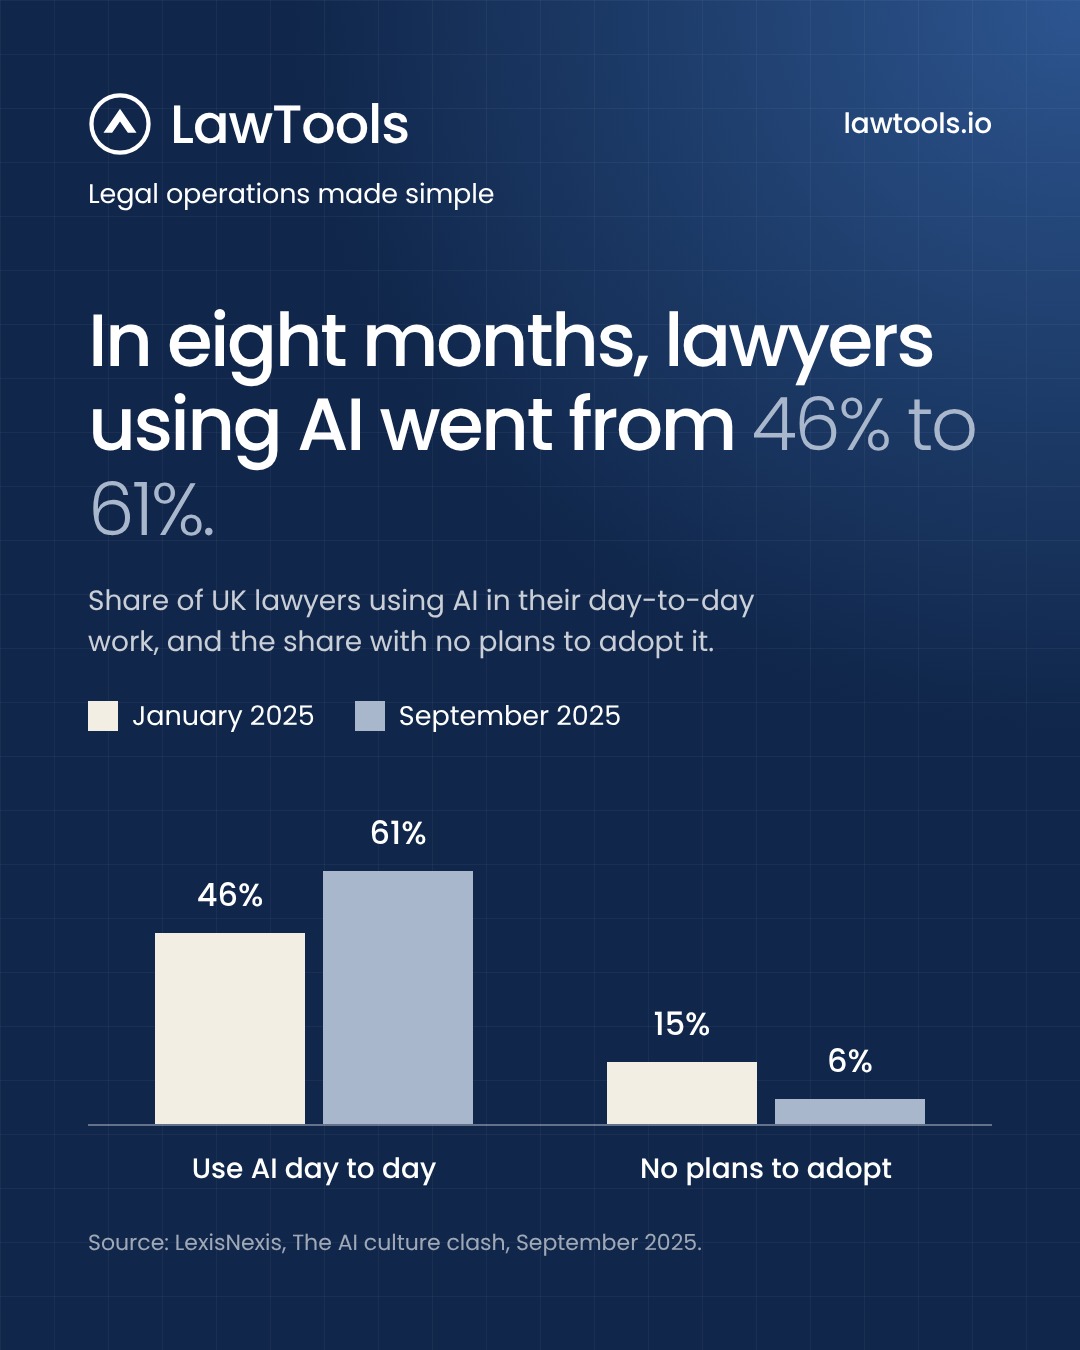 LawTools
lawtools.io
Legal operations made simple
In eight months, lawyers
using AI went from 46% to
61%.
Share of UK lawyers using AI in their day-to-day
work, and the share with no plans to adopt it.
January 2025
September 2025
61%
46%
15%
6%
Use AI day to day
No plans to adopt
Source: LexisNexis, The AI culture clash, September 2025.